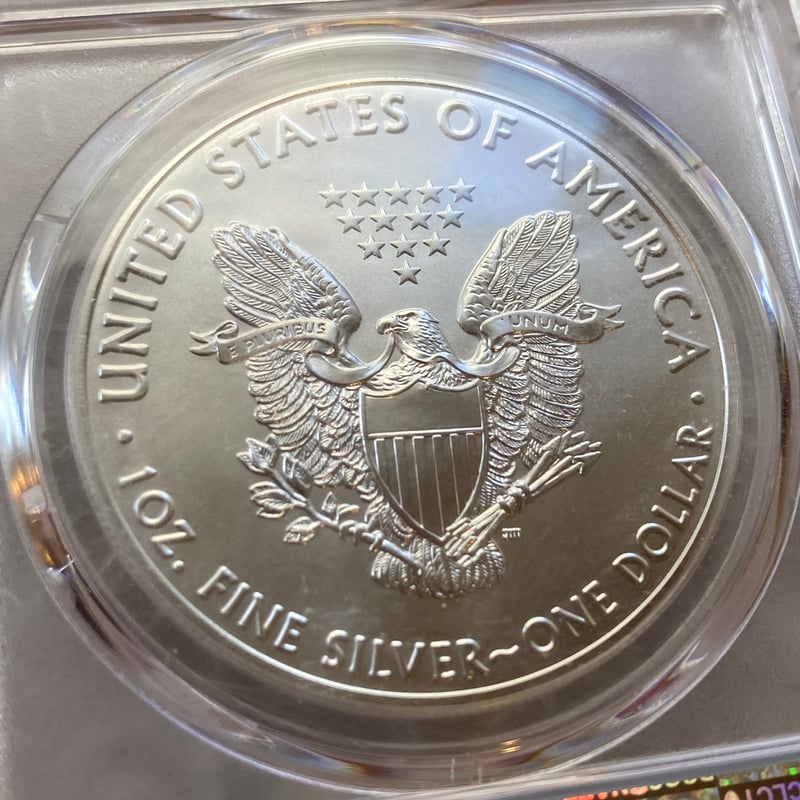 UNITED STATES OF AMERICA
E PLURIBUS
UNUM
1 OZ. FINE SILVER~ONE DOLLAR